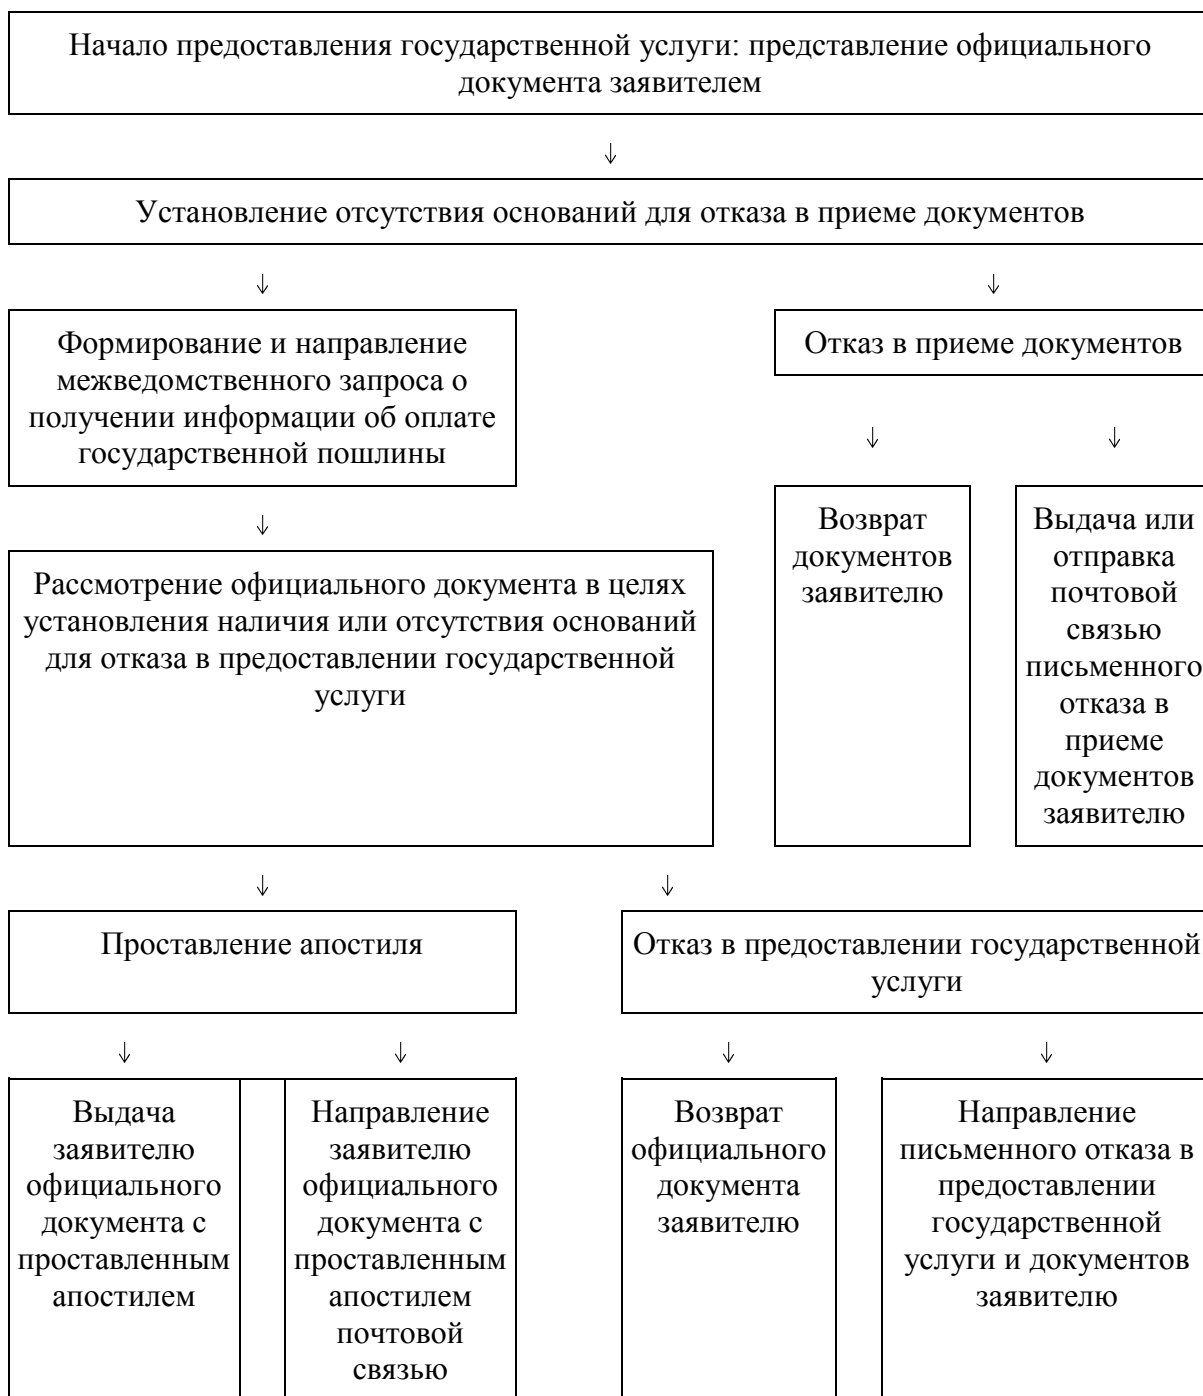 Начало предоставления государственной услуги: представление официального
документа заявителем
↓
Установление отсутствия оснований для отказа в приеме документов
↓ ↓
Формирование и направление
межведомственного запроса о
получении информации об оплате
государственной пошлины
Отказ в приеме документов
↓ ↓
Возврат
документов
заявителю
Выдача или
отправка
почтовой
связью
письменного
отказа в
приеме
документов
заявителю
↓
Рассмотрение официального документа в целях
установления наличия или отсутствия оснований
для отказа в предоставлении государственной
услуги
↓ ↓
Проставление апостиля
Отказ в предоставлении государственной
услуги
↓ ↓ ↓ ↓
Выдача
заявителю
официального
документа с
проставленным
апостилем
Направление
заявителю
официального
документа с
проставленным
апостилем
почтовой
связью
Возврат
официального
документа
заявителю
Направление
письменного отказа в
предоставлении
государственной
услуги и документов
заявителю